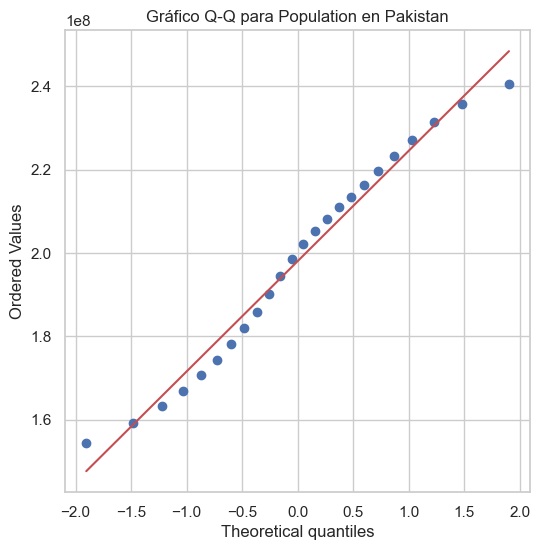 Gráfico Q-Q para Population en Pakistan
1e8
2.4
2.2
2.0
1.8
1.6
Ordered Values
−2.0 −1.5 −1.0 −0.5 0.0 0.5 1.0 1.5 2.0
Theoretical quantiles